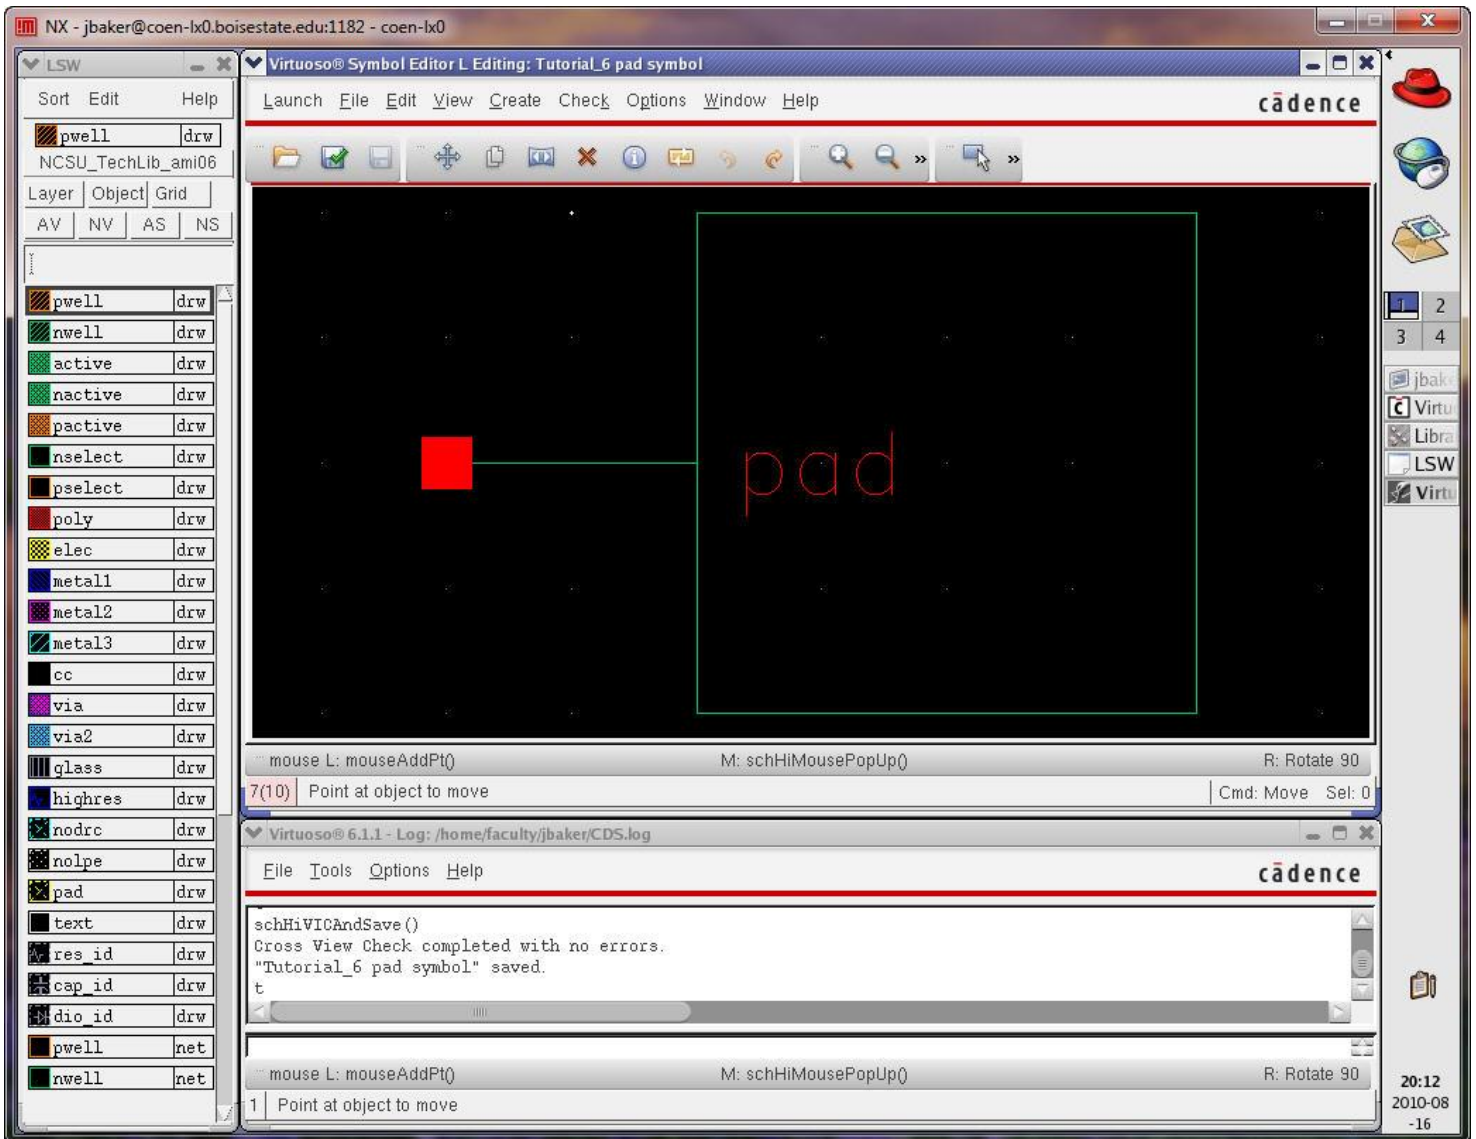 NX - jbaker@coen-lx0.boisestate.edu:1182 - coen-lx0
LSW
Sort Edit Help
pwell drw
NCSU_TechLib_ami06
Layer Object Grid
AV NV AS NS
pwell drw
nwell drw
active drw
nactive drw
pactive drw
nselect drw
pselect drw
poly drw
elec drw
metal1 drw
metal2 drw
metal3 drw
cc drw
via drw
via2 drw
glass drw
highres drw
nodrc drw
nolpe drw
pad drw
text drw
res_id drw
cap_id drw
dio_id drw
pwell net
nwell net
Virtuoso® Symbol Editor L Editing: Tutorial_6 pad symbol
Launch File Edit View Create Check Options Window Help
cādence
» »
pad
mouse L: mouseAddPt() M: schHiMousePopUp() R: Rotate 90
7(10) Point at object to move Cmd: Move Sel: 0
Virtuoso® 6.1.1 - Log: /home/faculty/jbaker/CDS.log
File Tools Options Help
cādence
schHiVICAndSave()
Cross View Check completed with no errors.
"Tutorial_6 pad symbol" saved.
t
mouse L: mouseAddPt() M: schHiMousePopUp() R: Rotate 90
1 Point at object to move
1 2
3 4
jbake
Virtu
Libra
LSW
Virtu
20:12
2010-08
-16